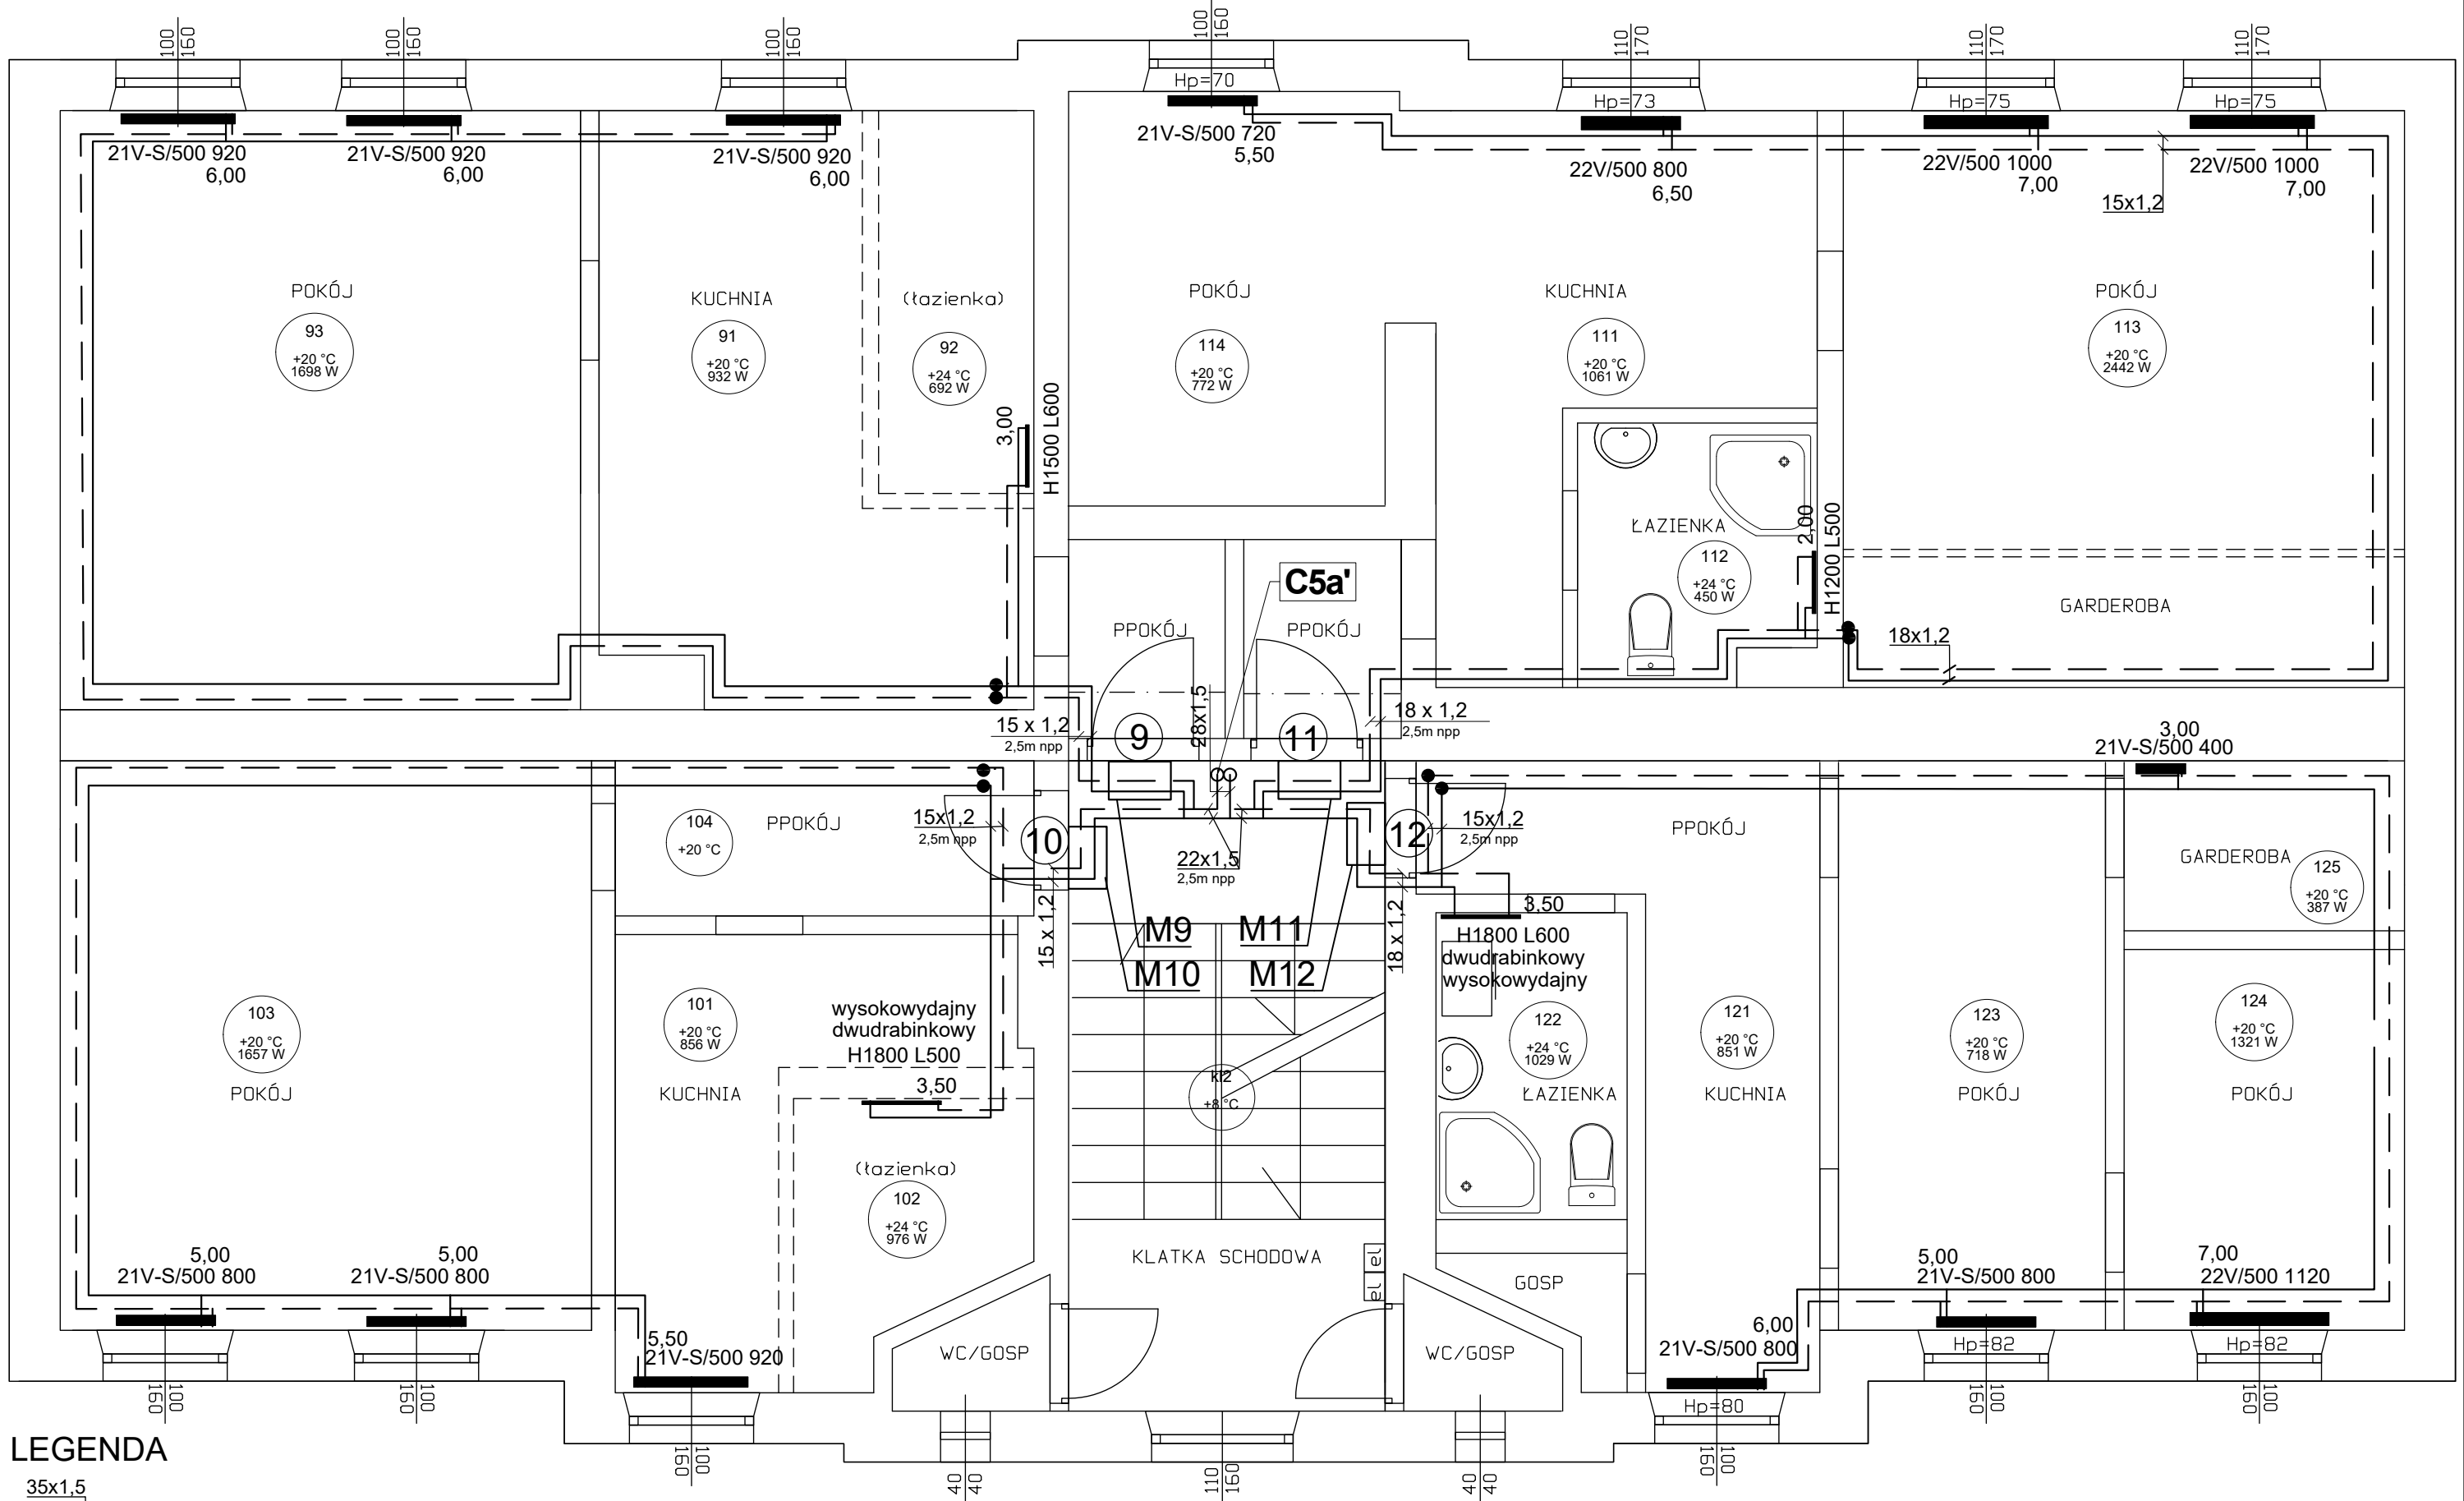 100
160
100
160
100
160
100
160
110
170
110
170
110
170
Hp=70
Hp=73
Hp=75
Hp=75
21V-S/500 920
6,00
21V-S/500 920
6,00
21V-S/500 920
6,00
21V-S/500 720
5,50
22V/500 800
6,50
22V/500 1000
7,00
22V/500 1000
7,00
15x1,2
POKÓJ
93
+20 °C
1698 W
KUCHNIA
91
+20 °C
932 W
(łazienka)
92
+24 °C
692 W
3,00
H1500 L600
POKÓJ
114
+20 °C
772 W
KUCHNIA
111
+20 °C
1061 W
POKÓJ
113
+20 °C
2442 W
ŁAZIENKA
112
+24 °C
450 W
2,00
H1200 L500
GARDEROBA
18x1,2
C5a'
PPOKÓJ
PPOKÓJ
28x1,5
15 x 1,2
2,5m npp
9
11
18 x 1,2
2,5m npp
3,00
21V-S/500 400
104
+20 °C
PPOKÓJ
15x1,2
2,5m npp
10
22x1,5
2,5m npp
12
15x1,2
2,5m npp
PPOKÓJ
GARDEROBA
125
+20 °C
387 W
15 x 1,2
M9
M10
M11
M12
18 x 1,2
3,50
H1800 L600
dwudrabinkowy
wysokowydajny
103
+20 °C
1657 W
POKÓJ
101
+20 °C
856 W
KUCHNIA
wysokowydajny
dwudrabinkowy
H1800 L500
3,50
(łazienka)
102
+24 °C
976 W
kl2
+8 °C
122
+24 °C
1029 W
ŁAZIENKA
121
+20 °C
851 W
KUCHNIA
123
+20 °C
718 W
POKÓJ
124
+20 °C
1321 W
POKÓJ
KLATKA SCHODOWA
el
el
GOSP
5,00
21V-S/500 800
5,00
21V-S/500 800
5,50
21V-S/500 920
WC/GOSP
WC/GOSP
6,00
21V-S/500 800
5,00
21V-S/500 800
7,00
22V/500 1120
Hp=80
Hp=82
Hp=82
100
160
100
160
100
160
40
40
110
160
40
40
100
160
100
160
100
160
LEGENDA
35x1,5